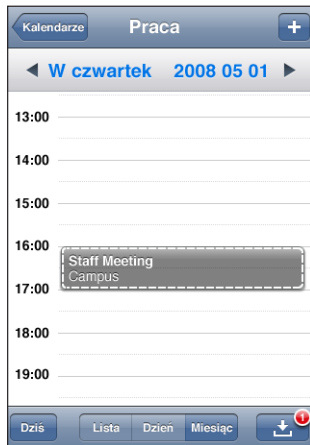 Kalendarze Praca +
W czwartek 2008 05 01
13:00
14:00
15:00
16:00
Staff Meeting
Campus
17:00
18:00
19:00
Dziś Lista Dzień Miesiąc 1